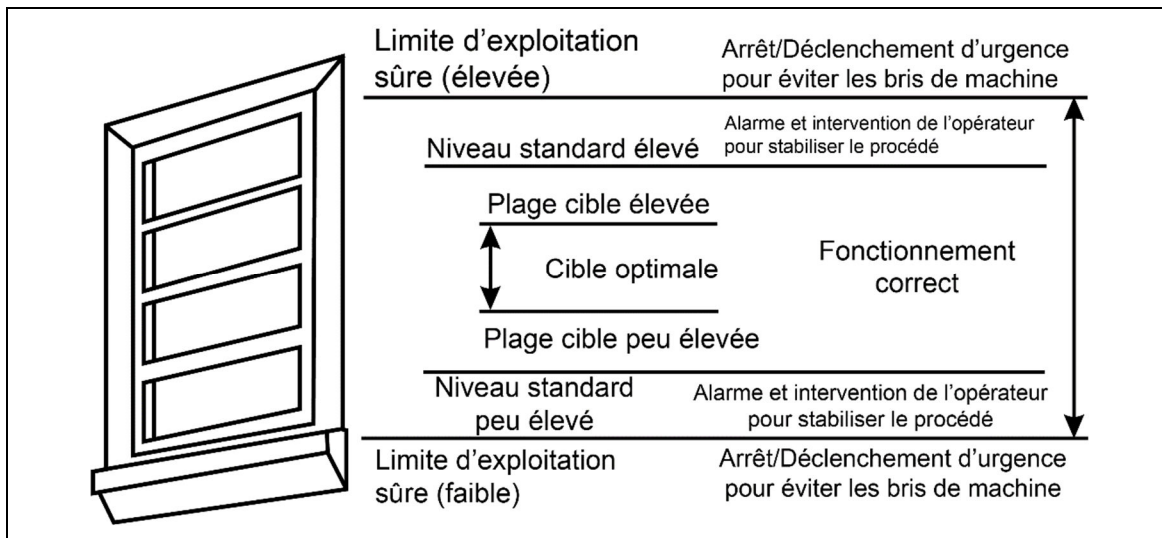 Limite d'exploitation
sûre (élevée)
Arrêt/Déclenchement d'urgence
pour éviter les bris de machine
Niveau standard élevé
Alarme et intervention de l'opérateur
pour stabiliser le procédé
Plage cible élevée
Cible optimale
Fonctionnement
correct
Plage cible peu élevée
Niveau standard
peu élevé
Alarme et intervention de l'opérateur
pour stabiliser le procédé
Limite d'exploitation
sûre (faible)
Arrêt/Déclenchement d'urgence
pour éviter les bris de machine